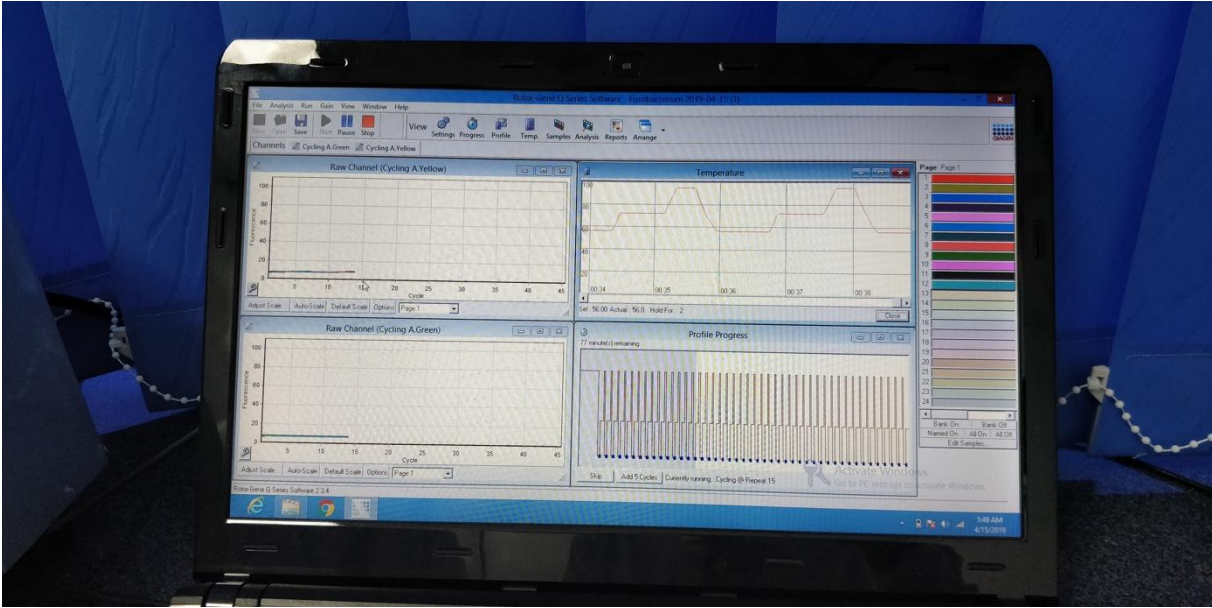 Rotor-Gene Q Series Software - Fusobacterium 2019-04-15 (1)
File Analysis Run Gain View Window Help
New Open Save Start Pause Stop View Settings Progress Profile Temp. Samples Analysis Reports Arrange
QIAGEN
Channels Cycling A.Green Cycling A.Yellow
Raw Channel (Cycling A.Yellow)
100
80
60
40
20
0
Fluorescence
5 10 15 20 25 30 35 40 45
Cycle
Adjust Scale Auto-Scale Default Scale Options Page 1
Temperature
100
80
60
40
20
00:34 00:35 00:36 00:37 00:38
Set : 56.00 Actual : 56.0 Hold For : 2
Close
Raw Channel (Cycling A.Green)
100
80
60
40
20
0
Fluorescence
5 10 15 20 25 30 35 40 45
Cycle
Adjust Scale Auto-Scale Default Scale Options Page 1
Profile Progress
77 minute(s) remaining
Skip Add 5 Cycles Currently running Cycling @ Repeat 15
Page: Page 1
1
2
3
4
5
6
7
8
9
10
11
12
13
14
15
16
17
18
19
20
21
22
23
24
Bank On Bank Off
Named On All On All Off
Edit Samples...
Activate Windows
Go to PC settings to activate Windows.
Rotor-Gene Q Series Software 2.3.4
1:49 AM
4/15/2019